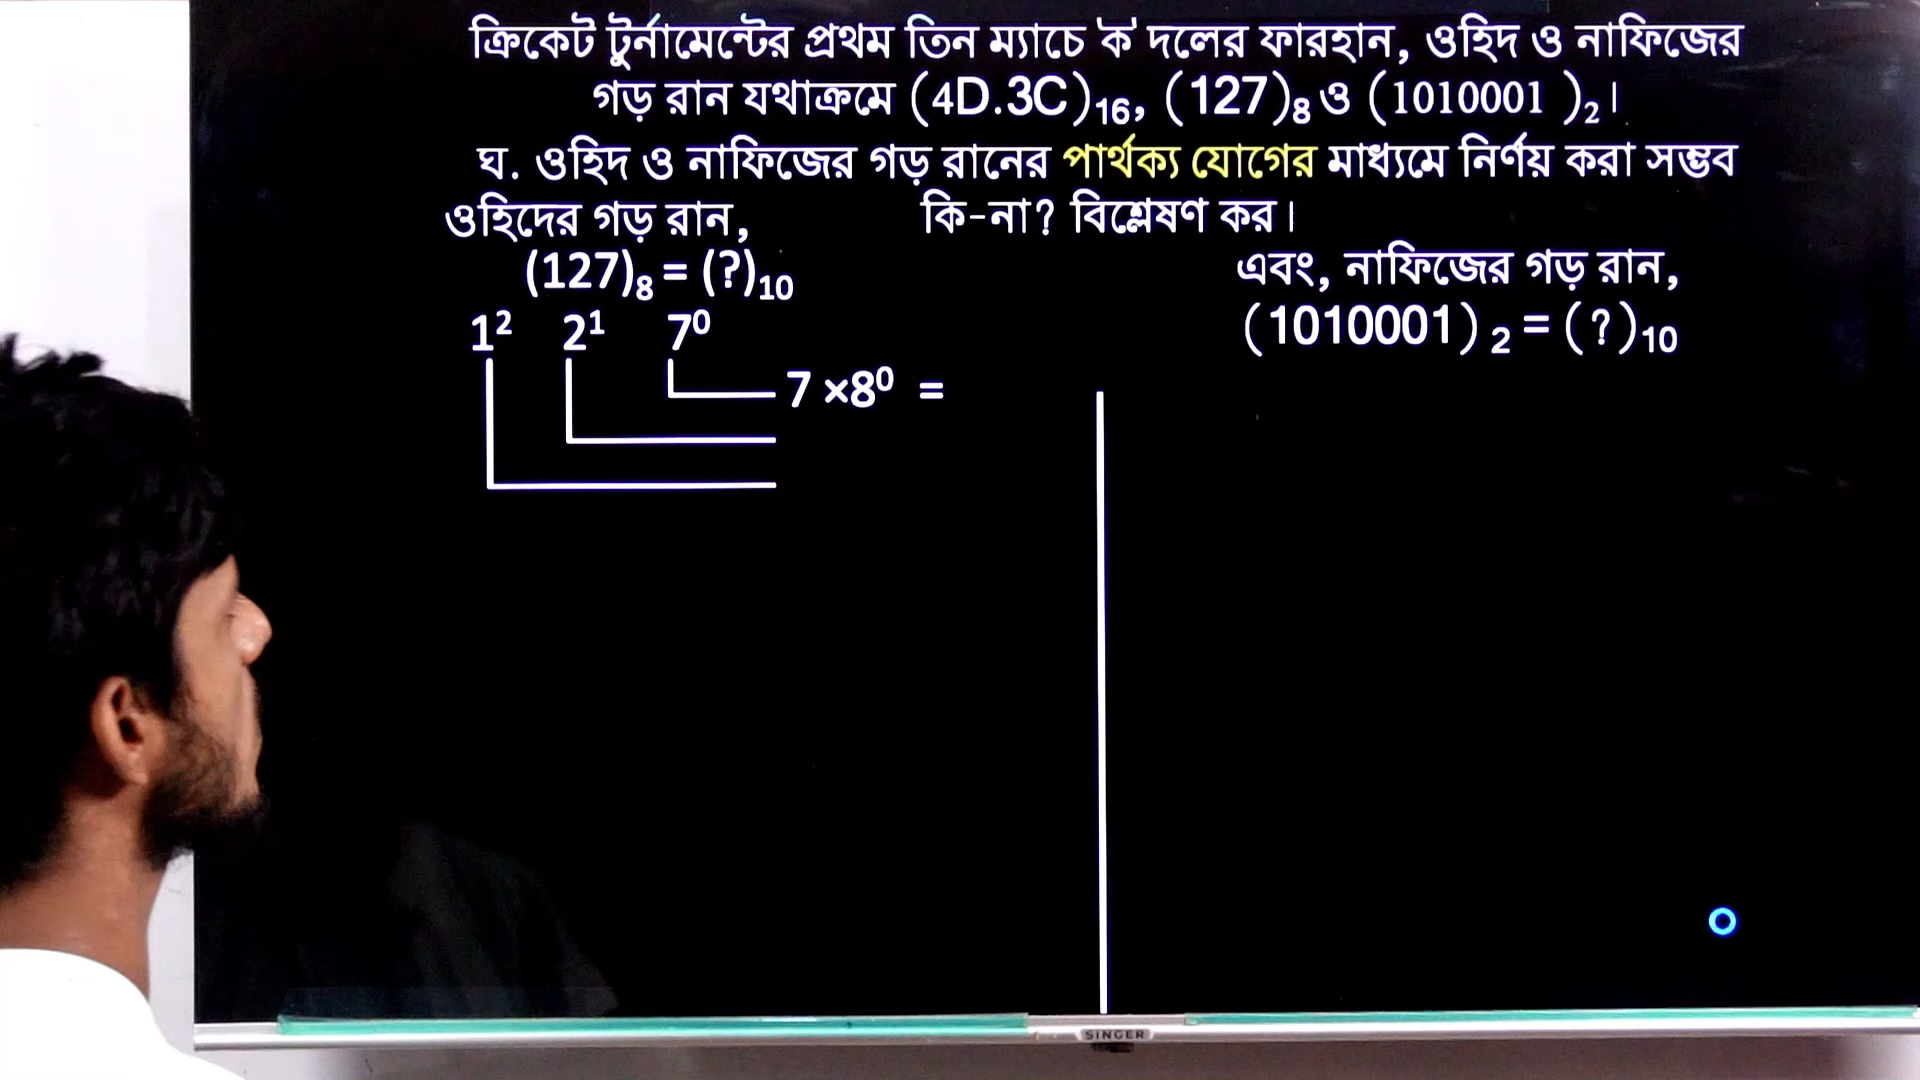 ক্রিকেট টুর্নামেন্টের প্রথম তিন ম্যাচে 'ক' দলের ফারহান, ওহিদ ও নাফিজের
গড় রান যথাক্রমে (4D.3C)₁₆, (127)₈ ও (1010001 )₂।
ঘ. ওহিদ ও নাফিজের গড় রানের পার্থক্য যোগের মাধ্যমে নির্ণয় করা সম্ভব
কি-না? বিশ্লেষণ কর।
ওহিদের গড় রান,
(127)₈ = (?)₁₀
1² 2¹ 7⁰
7 ×8⁰ =
এবং, নাফিজের গড় রান,
(1010001) ₂ = (?)₁₀
SINGER